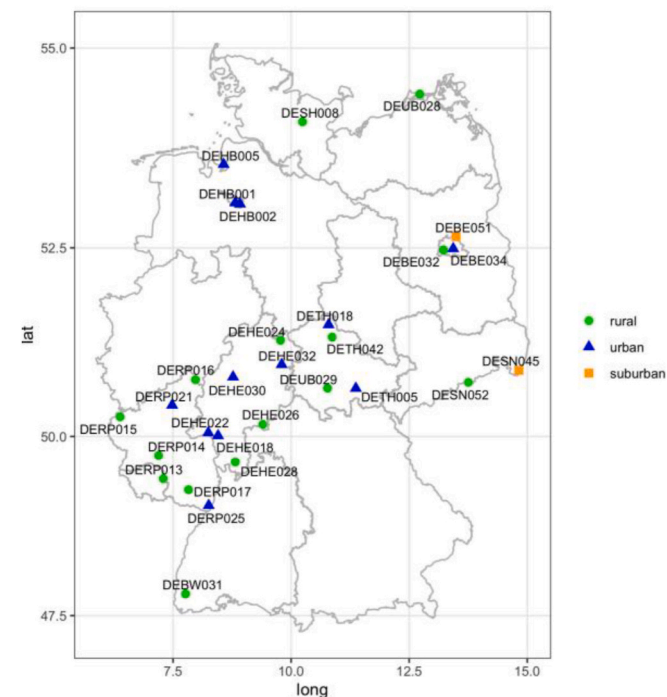 55.0
DESH008
DEUB028
DEHB005
DEHB001
DEHB002
DEBE051
52.5
DEBE032
DEBE034
lat
DETH018
DEHE024
DETH042
DEHE032
DERP016
DEHE030
DEUB029
DESN045
DERP021
DETH005
DESN052
DERP015
DEHE022
DEHE026
50.0
DERP014
DEHE018
DERP013
DEHE028
DERP017
DERP025
DEBW031
47.5
7.5
10.0
12.5
15.0
long
rural
urban
suburban